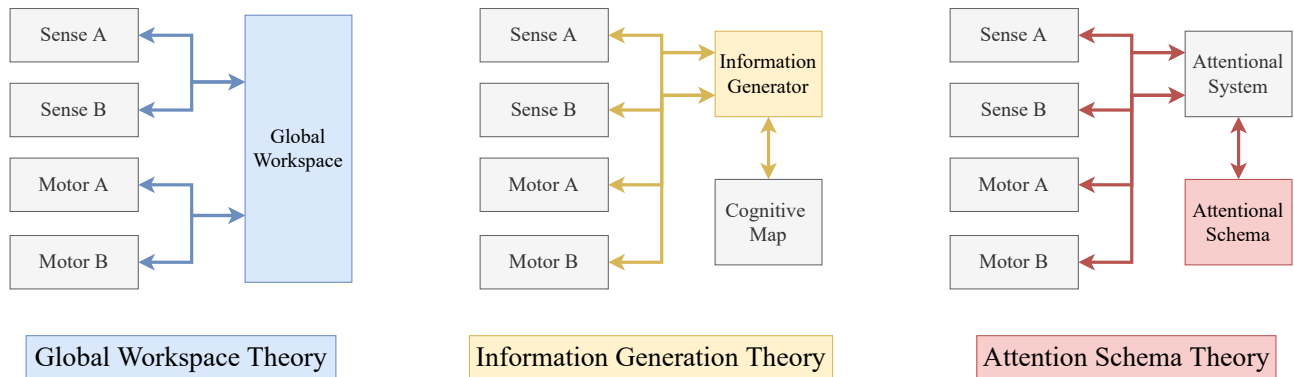 Sense A
Sense B
Motor A
Motor B
Global
Workspace
Global Workspace Theory
Sense A
Sense B
Motor A
Motor B
Information
Generator
Cognitive
Map
Information Generation Theory
Sense A
Sense B
Motor A
Motor B
Attentional
System
Attentional
Schema
Attention Schema Theory